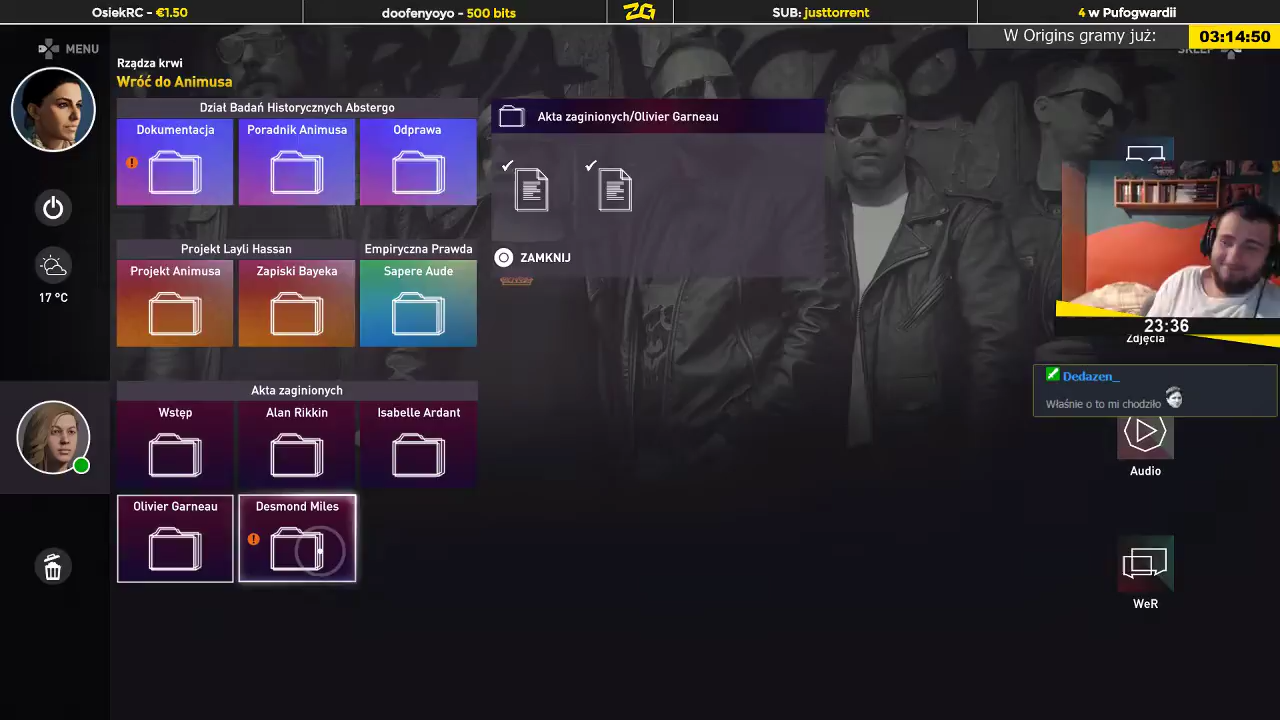 OsiekRC - €1.50
doofenyoyo - 500 bits
ZG
SUB: justtorrent
4 w Pufogwardii
W Origins gramy już:
03:14:50
MENU
SKLEP
Rządza krwi
Wróć do Animusa
Dział Badań Historycznych Abstergo
Dokumentacja
Poradnik Animusa
Odprawa
Akta zaginionych/Olivier Garneau
ZAMKNIJ
Projekt Layli Hassan
Empiryczna Prawda
Projekt Animusa
Zapiski Bayeka
Sapere Aude
17 °C
23:36
Zdjęcia
Dedazen_
Właśnie o to mi chodziło
Akta zaginionych
Wstęp
Alan Rikkin
Isabelle Ardant
Audio
Olivier Garneau
Desmond Miles
WeR